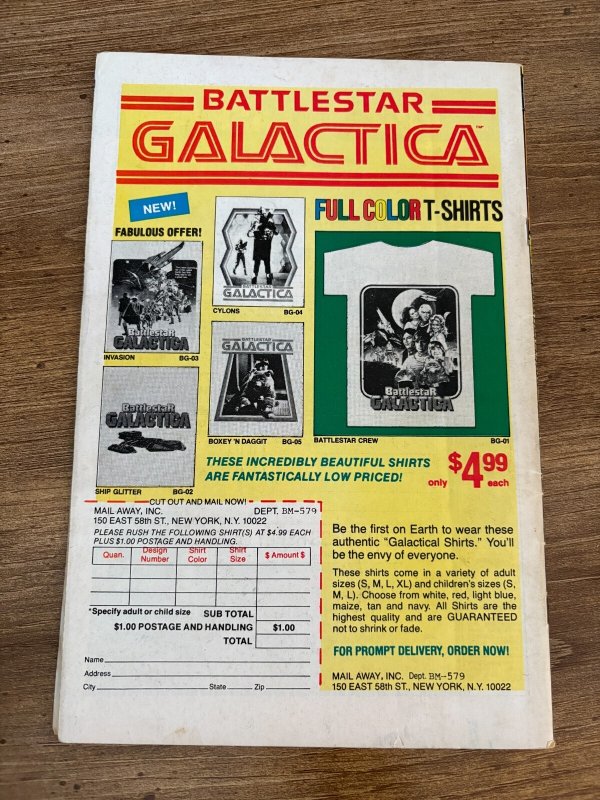 BATTLESTAR
GALACTICA™
NEW!
FABULOUS OFFER!
FULL COLOR T-SHIRTS
Battlestar
GALACTICA
INVASION BG-03
BATTLESTAR
GALACTICA
CYLONS BG-04
Battlestar
GALACTICA
SHIP GLITTER BG-02
BATTLESTAR
GALACTICA
BOXEY 'N DAGGIT BG-05
Battlestar
GALACTICA
BATTLESTAR CREW BG-01
THESE INCREDIBLY BEAUTIFUL SHIRTS
ARE FANTASTICALLY LOW PRICED!
only $4.99 each
CUT OUT AND MAIL NOW!
MAIL AWAY, INC. DEPT. BM-579
150 EAST 58th ST., NEW YORK, N.Y. 10022
PLEASE RUSH THE FOLLOWING SHIRT(S) AT $4.99 EACH
PLUS $1.00 POSTAGE AND HANDLING.
Quan. Design Number Shirt Color Shirt Size $ Amount $
*Specify adult or child size SUB TOTAL
$1.00 POSTAGE AND HANDLING $1.00
TOTAL
Name
Address
City State Zip
Be the first on Earth to wear these
authentic "Galactical Shirts." You'll
be the envy of everyone.
These shirts come in a variety of adult
sizes (S, M, L, XL) and children's sizes (S,
M, L). Choose from white, red, light blue,
maize, tan and navy. All Shirts are the
highest quality and are GUARANTEED
not to shrink or fade.
FOR PROMPT DELIVERY, ORDER NOW!
MAIL AWAY, INC. Dept. BM-579
150 EAST 58th ST., NEW YORK, N.Y. 10022